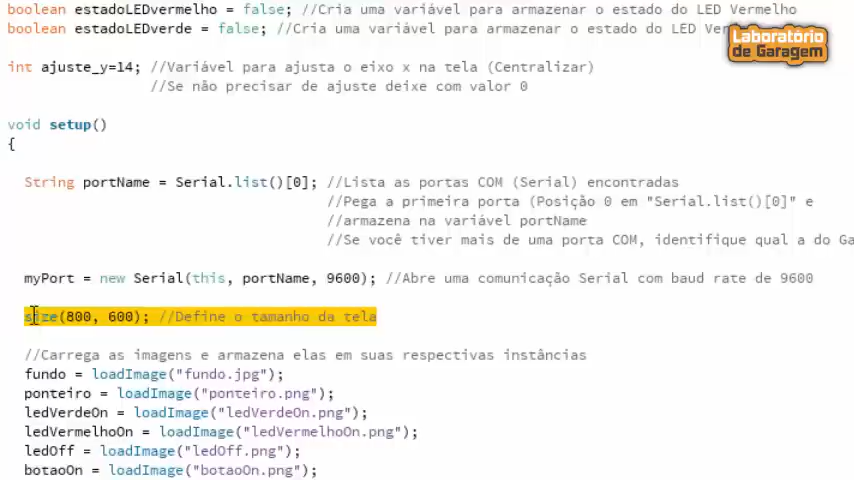 boolean estadoLEDvermelho = false; //Cria uma variável para armazenar o estado do LED Vermelho
boolean estadoLEDverde = false; //Cria uma variável para armazenar o estado do LED
Laboratório
de Garagem
int ajuste_y=14; //Variável para ajusta o eixo x na tela (Centralizar)
//Se não precisar de ajuste deixe com valor 0
void setup()
{
String portName = Serial.list()[0]; //Lista as portas COM (Serial) encontradas
//Pega a primeira porta (Posição 0 em "Serial.list()[0]" e
//armazena na variável portName
//Se você tiver mais de uma porta COM, identifique qual a do Ga
myPort = new Serial(this, portName, 9600); //Abre uma comunicação Serial com baud rate de 9600
size(800, 600); //Define o tamanho da tela
//Carrega as imagens e armazena elas em suas respectivas instâncias
fundo = loadImage("fundo.jpg");
ponteiro = loadImage("ponteiro.png");
ledVerdeOn = loadImage("ledVerdeOn.png");
ledVermelhoOn = loadImage("ledVermelhoOn.png");
ledOff = loadImage("ledOff.png");
botaoOn = loadImage("botaoOn.png");